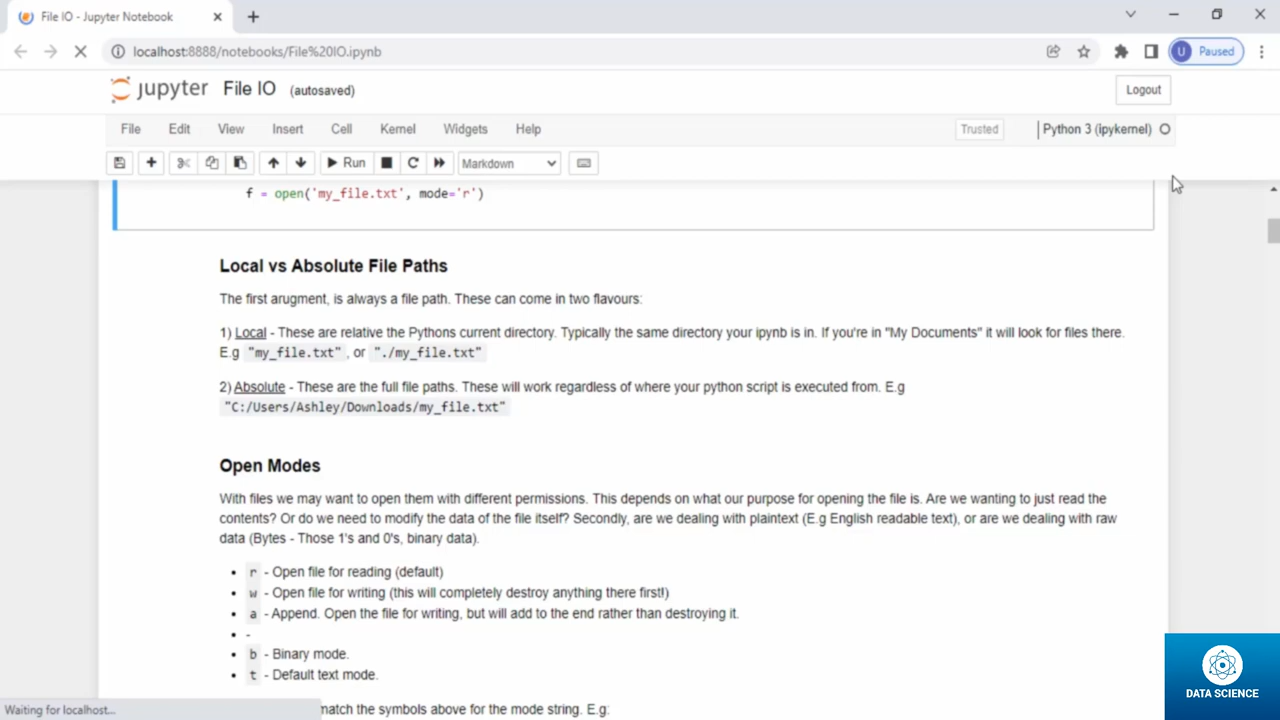 File IO - Jupyter Notebook
localhost:8888/notebooks/File%20IO.ipynb
U Paused
jupyter File IO (autosaved)
Logout
File Edit View Insert Cell Kernel Widgets Help
Trusted Python 3 (ipykernel)
Run Markdown
f = open('my_file.txt', mode='r')
Local vs Absolute File Paths
The first arugment, is always a file path. These can come in two flavours:
1) Local - These are relative the Pythons current directory. Typically the same directory your ipynb is in. If you're in "My Documents" it will look for files there.
E.g "my_file.txt" , or "./my_file.txt"
2) Absolute - These are the full file paths. These will work regardless of where your python script is executed from. E.g
"C:/Users/Ashley/Downloads/my_file.txt"
Open Modes
With files we may want to open them with different permissions. This depends on what our purpose for opening the file is. Are we wanting to just read the
contents? Or do we need to modify the data of the file itself? Secondly, are we dealing with plaintext (E.g English readable text), or are we dealing with raw
data (Bytes - Those 1's and 0's, binary data).
• r - Open file for reading (default)
• w - Open file for writing (this will completely destroy anything there first!)
• a - Append. Open the file for writing, but will add to the end rather than destroying it.
• -
• b - Binary mode.
• t - Default text mode.
match the symbols above for the mode string. E.g:
Waiting for localhost...
DATA SCIENCE